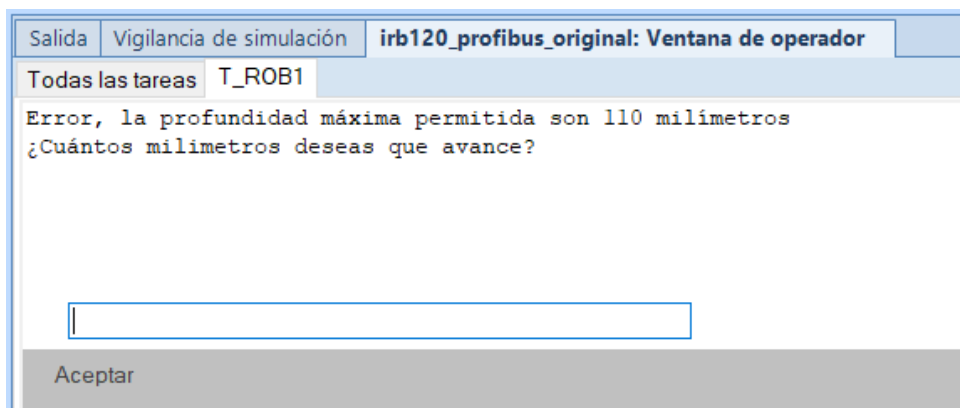 Salida Vigilancia de simulación irb120_profibus_original: Ventana de operador
Todas las tareas T_ROB1
Error, la profundidad máxima permitida son 110 milímetros
¿Cuántos milimetros deseas que avance?
Aceptar